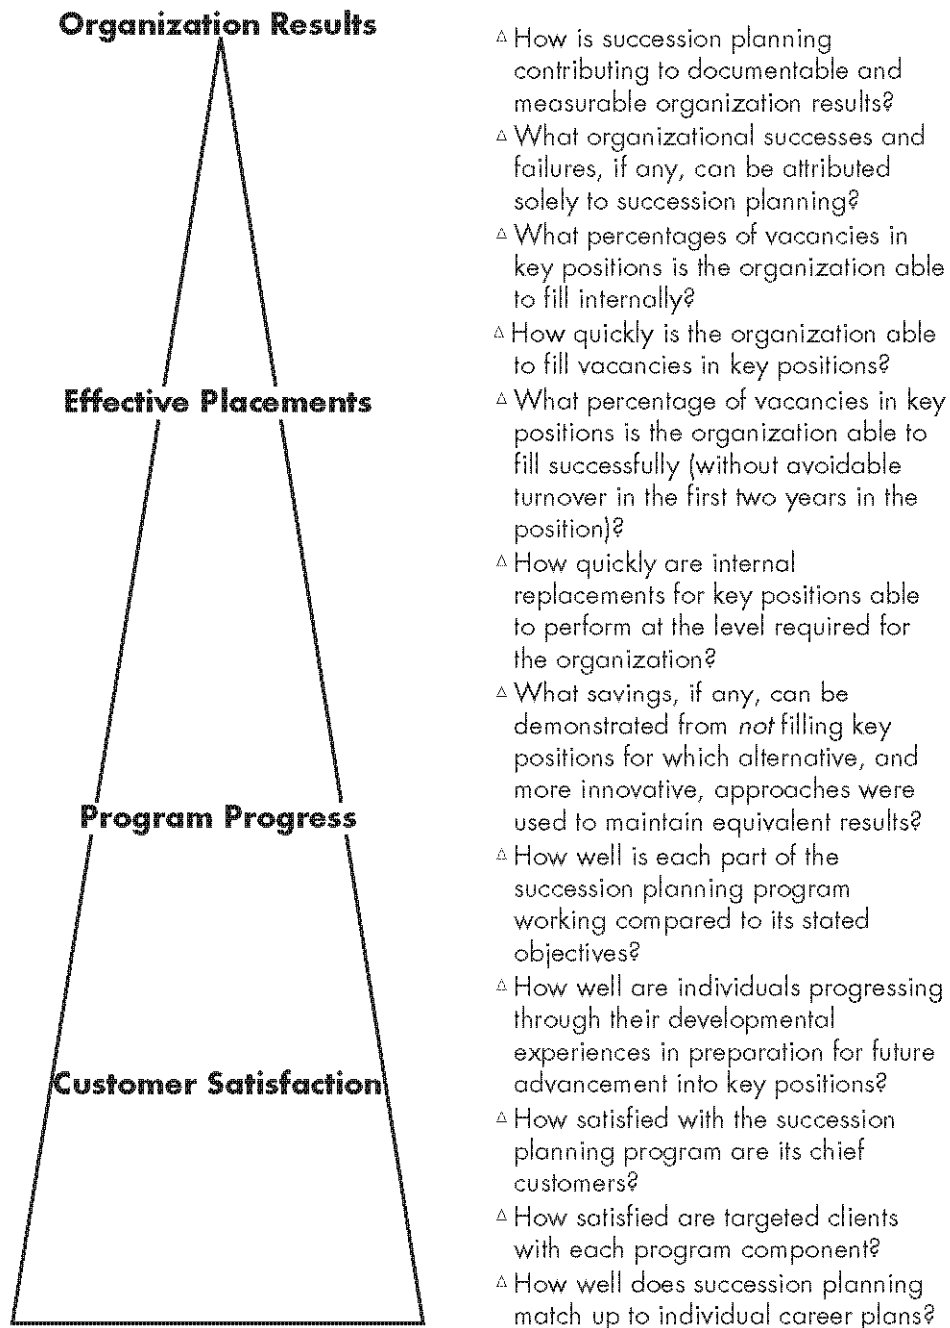 Organization Results
△ How is succession planning
contributing to documentable and
measurable organization results?
△ What organizational successes and
failures, if any, can be attributed
solely to succession planning?
△ What percentages of vacancies in
key positions is the organization able
to fill internally?
△ How quickly is the organization able
to fill vacancies in key positions?
Effective Placements
△ What percentage of vacancies in key
positions is the organization able to
fill successfully (without avoidable
turnover in the first two years in the
position)?
△ How quickly are internal
replacements for key positions able
to perform at the level required for
the organization?
△ What savings, if any, can be
demonstrated from not filling key
positions for which alternative, and
more innovative, approaches were
used to maintain equivalent results?
Program Progress
△ How well is each part of the
succession planning program
working compared to its stated
objectives?
△ How well are individuals progressing
through their developmental
experiences in preparation for future
advancement into key positions?
Customer Satisfaction
△ How satisfied with the succession
planning program are its chief
customers?
△ How satisfied are targeted clients
with each program component?
△ How well does succession planning
match up to individual career plans?